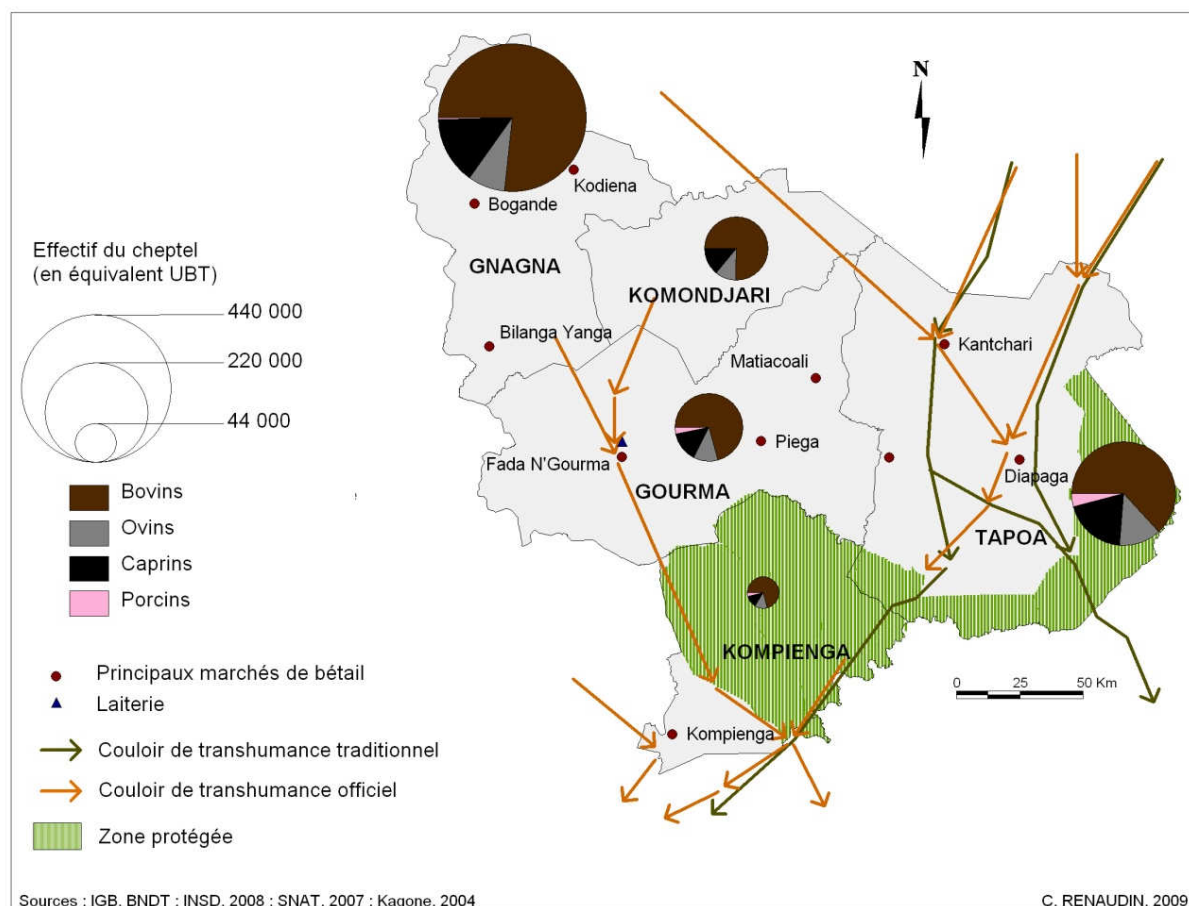 N
Kodiena
Bogande
Effectif du cheptel
(en équivalent UBT)
GNAGNA
KOMONDJARI
440 000
Bilanga Yanga
Kantchari
220 000
Matiacoali
44 000
Piega
Fada N'Gourma
Diapaga
GOURMA
Bovins
Ovins
TAPOA
Caprins
Porcins
KOMPIENGA
Principaux marchés de bétail
0 25 50 Km
Laiterie
Kompienga
Couloir de transhumance traditionnel
Couloir de transhumance officiel
Zone protégée
Sources : IGB, BNDT ; INSD, 2008 ; SNAT, 2007 ; Kagone, 2004
C. RENAUDIN, 2009